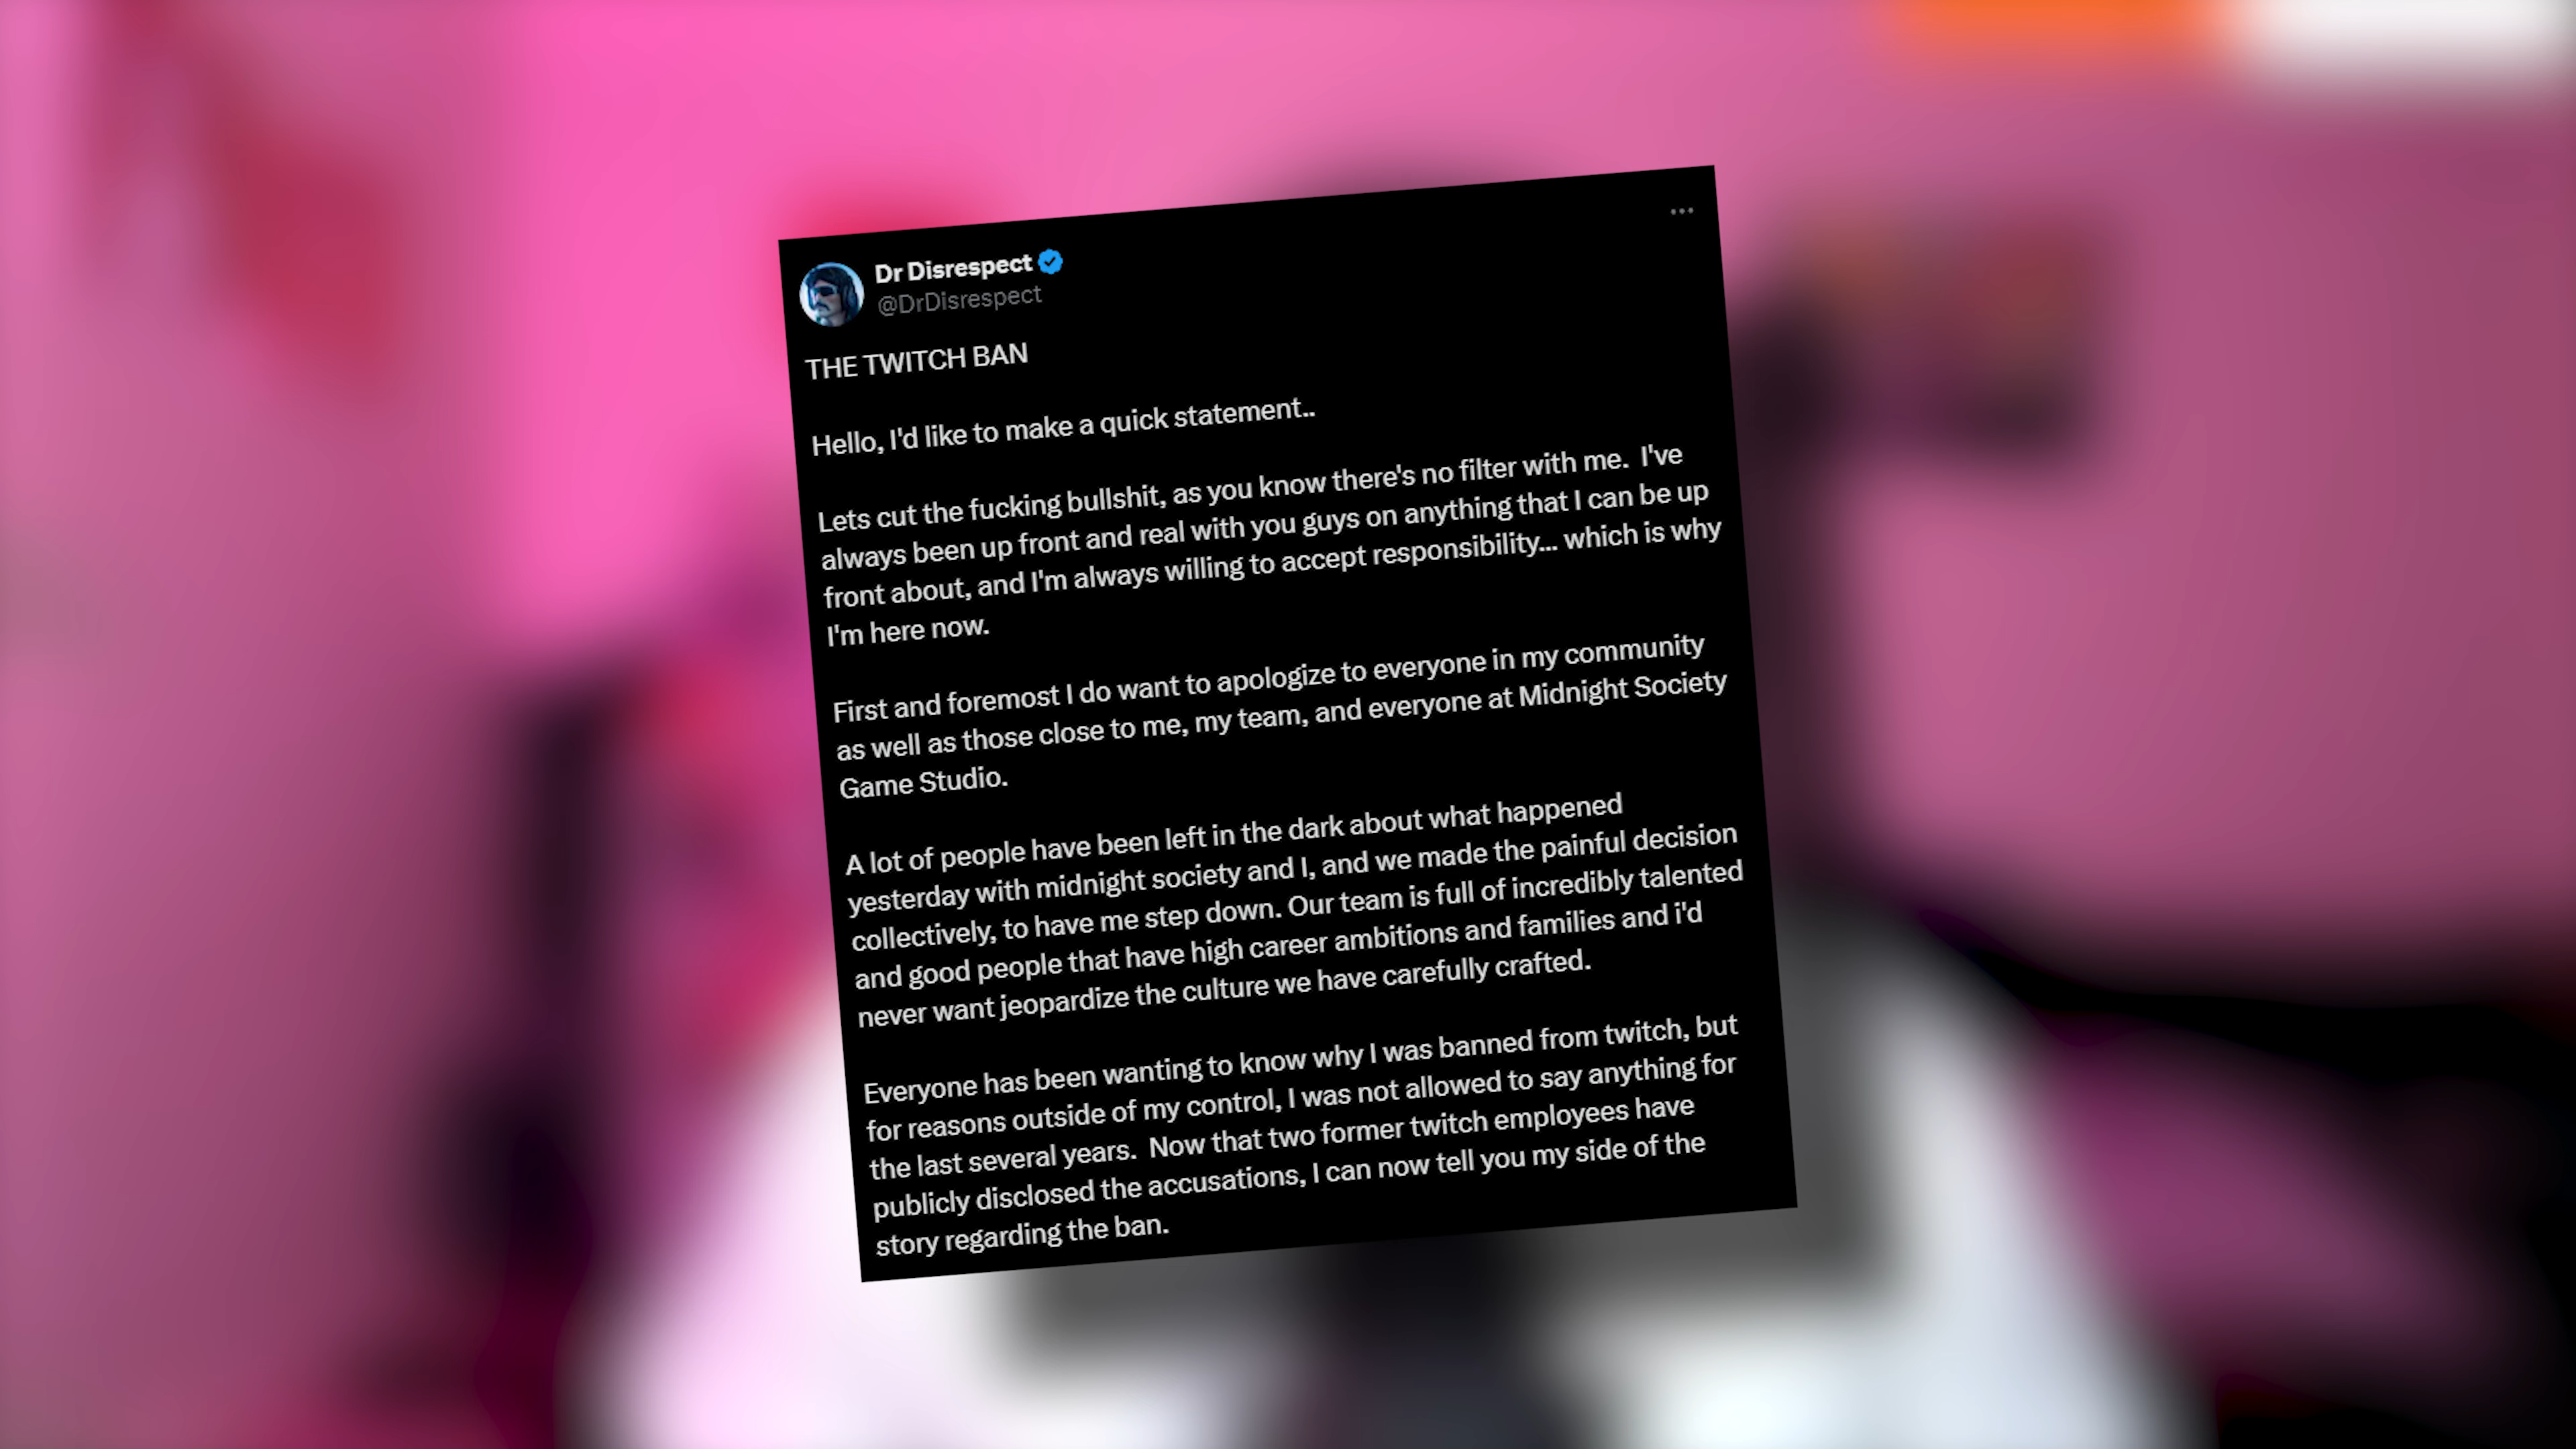 Dr Disrespect
@DrDisrespect
THE TWITCH BAN
Hello, I'd like to make a quick statement..
Lets cut the fucking bullshit, as you know there's no filter with me.  I've
always been up front and real with you guys on anything that I can be up
front about, and I'm always willing to accept responsibility... which is why
I'm here now.
First and foremost I do want to apologize to everyone in my community
as well as those close to me, my team, and everyone at Midnight Society
Game Studio.
A lot of people have been left in the dark about what happened
yesterday with midnight society and I, and we made the painful decision
collectively, to have me step down. Our team is full of incredibly talented
and good people that have high career ambitions and families and i'd
never want jeopardize the culture we have carefully crafted.
Everyone has been wanting to know why I was banned from twitch, but
for reasons outside of my control, I was not allowed to say anything for
the last several years.  Now that two former twitch employees have
publicly disclosed the accusations, I can now tell you my side of the
story regarding the ban.